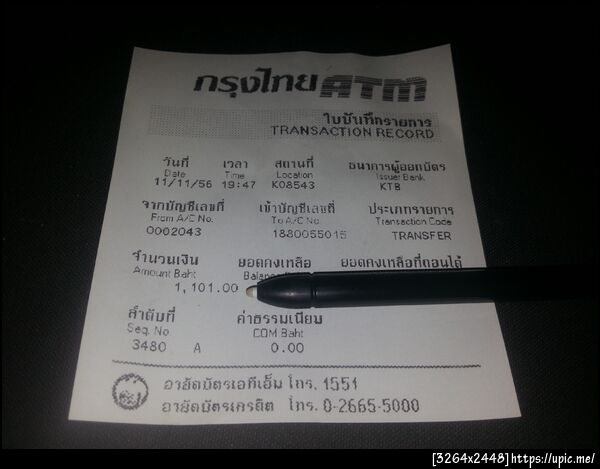 กรุงไทย ATM
ใบบันทึกรายการ
TRANSACTION RECORD
วันที่ เวลา สถานที่ ธนาคารผู้ออกบัตร
Date Time Location Issuer Bank
11/11/56 19:47 K08543 KTB
จากบัญชีเลขที่ เข้าบัญชีเลขที่ ประเภทรายการ
From A/C No. To A/C No. Transaction Code
0002043 1880055015 TRANSFER
จำนวนเงิน ยอดคงเหลือ ยอดคงเหลือที่ถอนได้
Amount Baht
1,101.00
ลำดับที่ ค่าธรรมเนียม
Seq. No. COM Baht
3480 A 0.00
อายัดบัตรเอทีเอ็ม โทร. 1551
อายัดบัตรเครดิต โทร. 0-2665-5000
[3264x2448]https://upic.me/